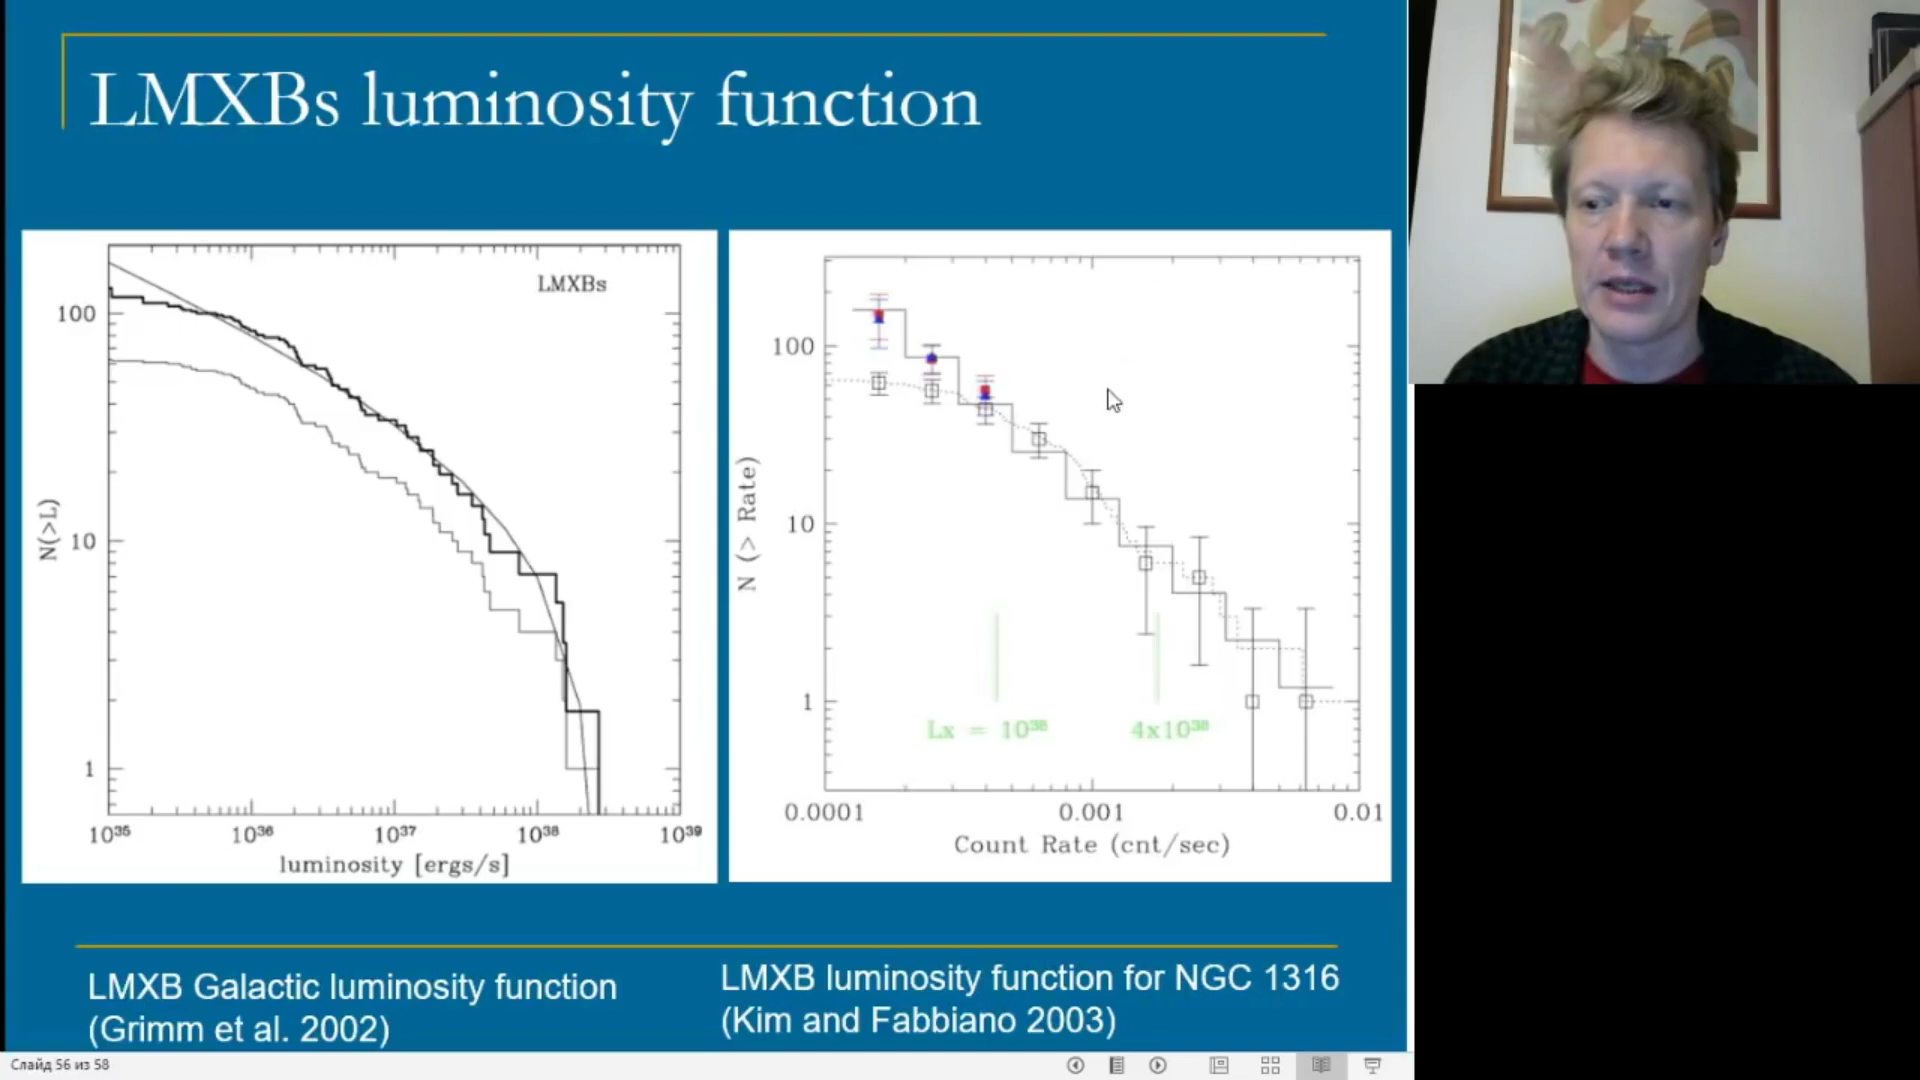 LMXBs luminosity function
LMXBs
100
10
1
N(>L)
10³⁵ 10³⁶ 10³⁷ 10³⁸ 10³⁹
luminosity [ergs/s]
100
10
1
N (> Rate)
Lx = 10³⁸ 4x10³⁸
0.0001 0.001 0.01
Count Rate (cnt/sec)
LMXB Galactic luminosity function
(Grimm et al. 2002)
LMXB luminosity function for NGC 1316
(Kim and Fabbiano 2003)
Слайд 56 из 58